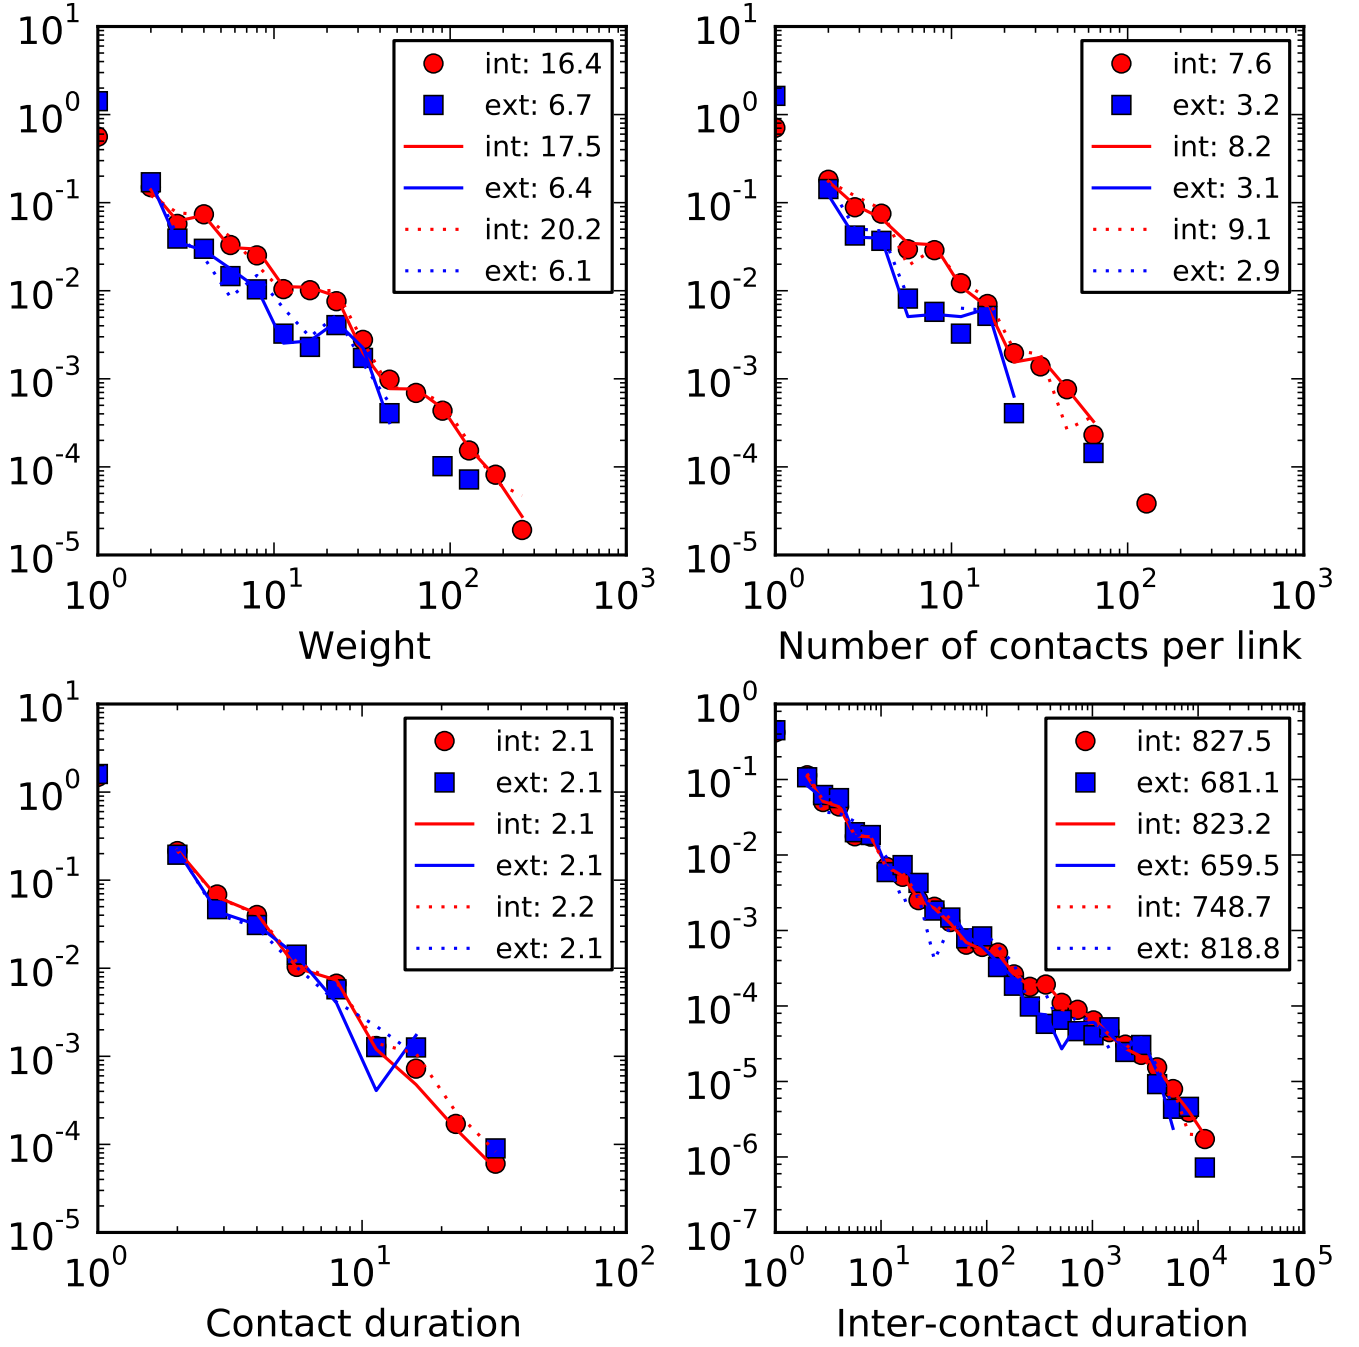 10^1
10^0
10^-1
10^-2
10^-3
10^-4
10^-5
10^0 10^1 10^2 10^3
Weight
int: 16.4
ext: 6.7
int: 17.5
ext: 6.4
int: 20.2
ext: 6.1
10^1
10^0
10^-1
10^-2
10^-3
10^-4
10^-5
10^0 10^1 10^2 10^3
Number of contacts per link
int: 7.6
ext: 3.2
int: 8.2
ext: 3.1
int: 9.1
ext: 2.9
10^1
10^0
10^-1
10^-2
10^-3
10^-4
10^-5
10^0 10^1 10^2
Contact duration
int: 2.1
ext: 2.1
int: 2.1
ext: 2.1
int: 2.2
ext: 2.1
10^0
10^-1
10^-2
10^-3
10^-4
10^-5
10^-6
10^-7
10^0 10^1 10^2 10^3 10^4 10^5
Inter-contact duration
int: 827.5
ext: 681.1
int: 823.2
ext: 659.5
int: 748.7
ext: 818.8